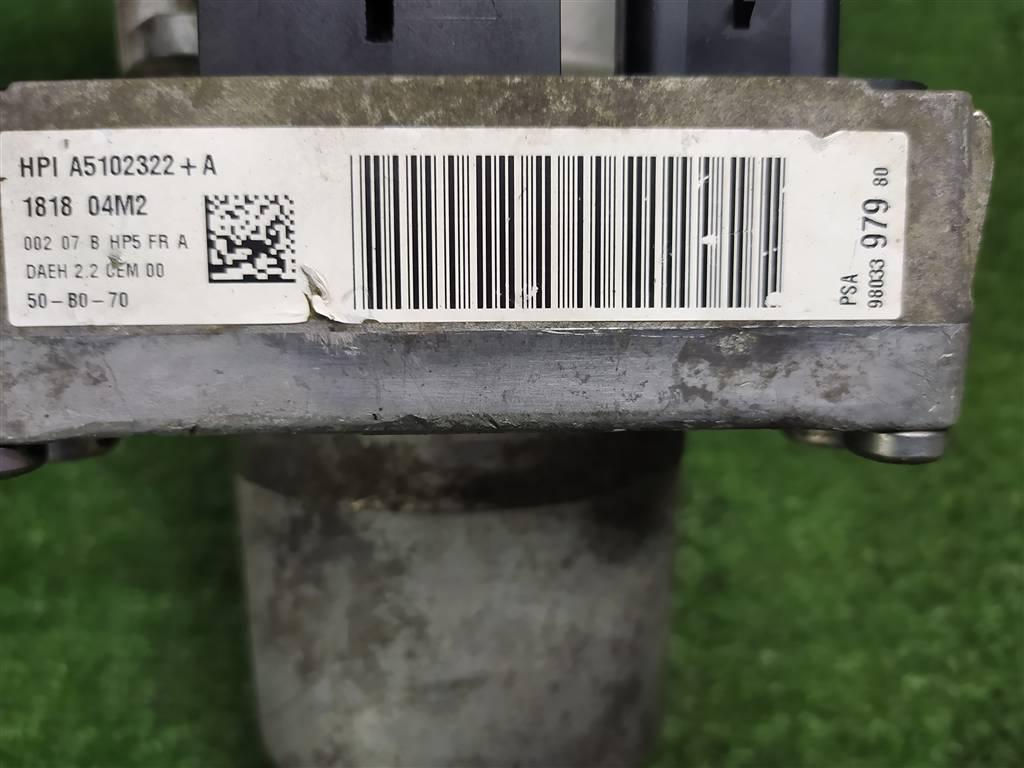 HPI A5102322+A
1818 04M2
002 07 B HP5 FR A
DAEH 2.2 CEM 00
50-B0-70
PSA
98033 979 80